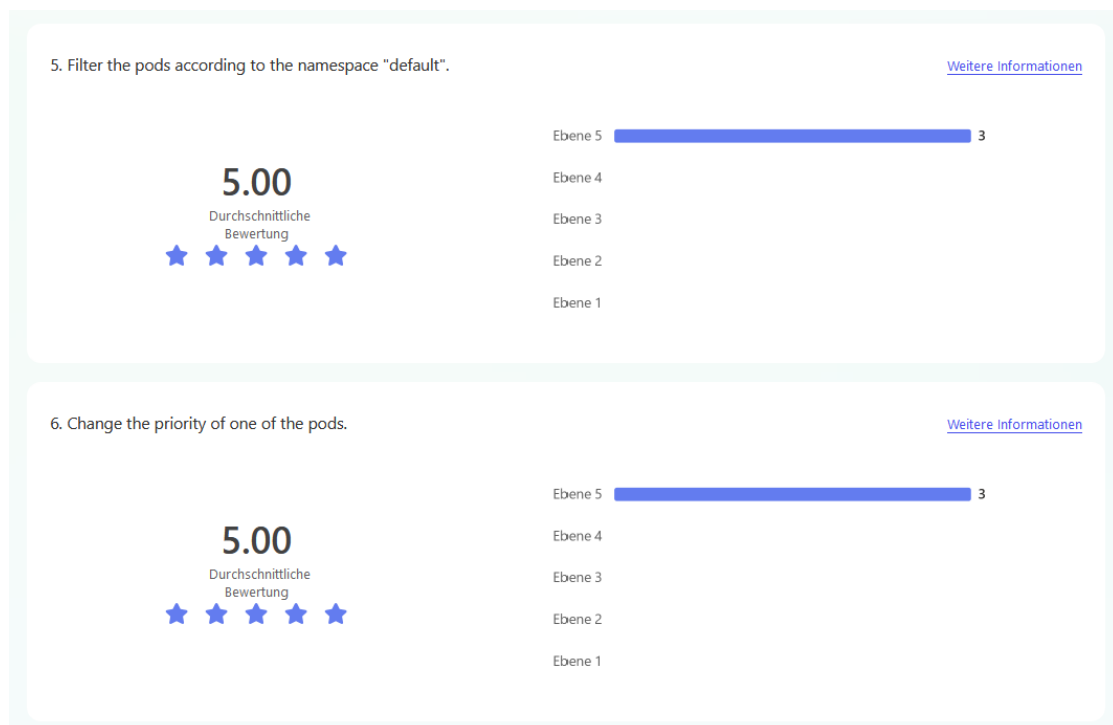 5. Filter the pods according to the namespace "default".
Weitere Informationen
5.00
Durchschnittliche
Bewertung
Ebene 5
3
Ebene 4
Ebene 3
Ebene 2
Ebene 1
6. Change the priority of one of the pods.
Weitere Informationen
5.00
Durchschnittliche
Bewertung
Ebene 5
3
Ebene 4
Ebene 3
Ebene 2
Ebene 1